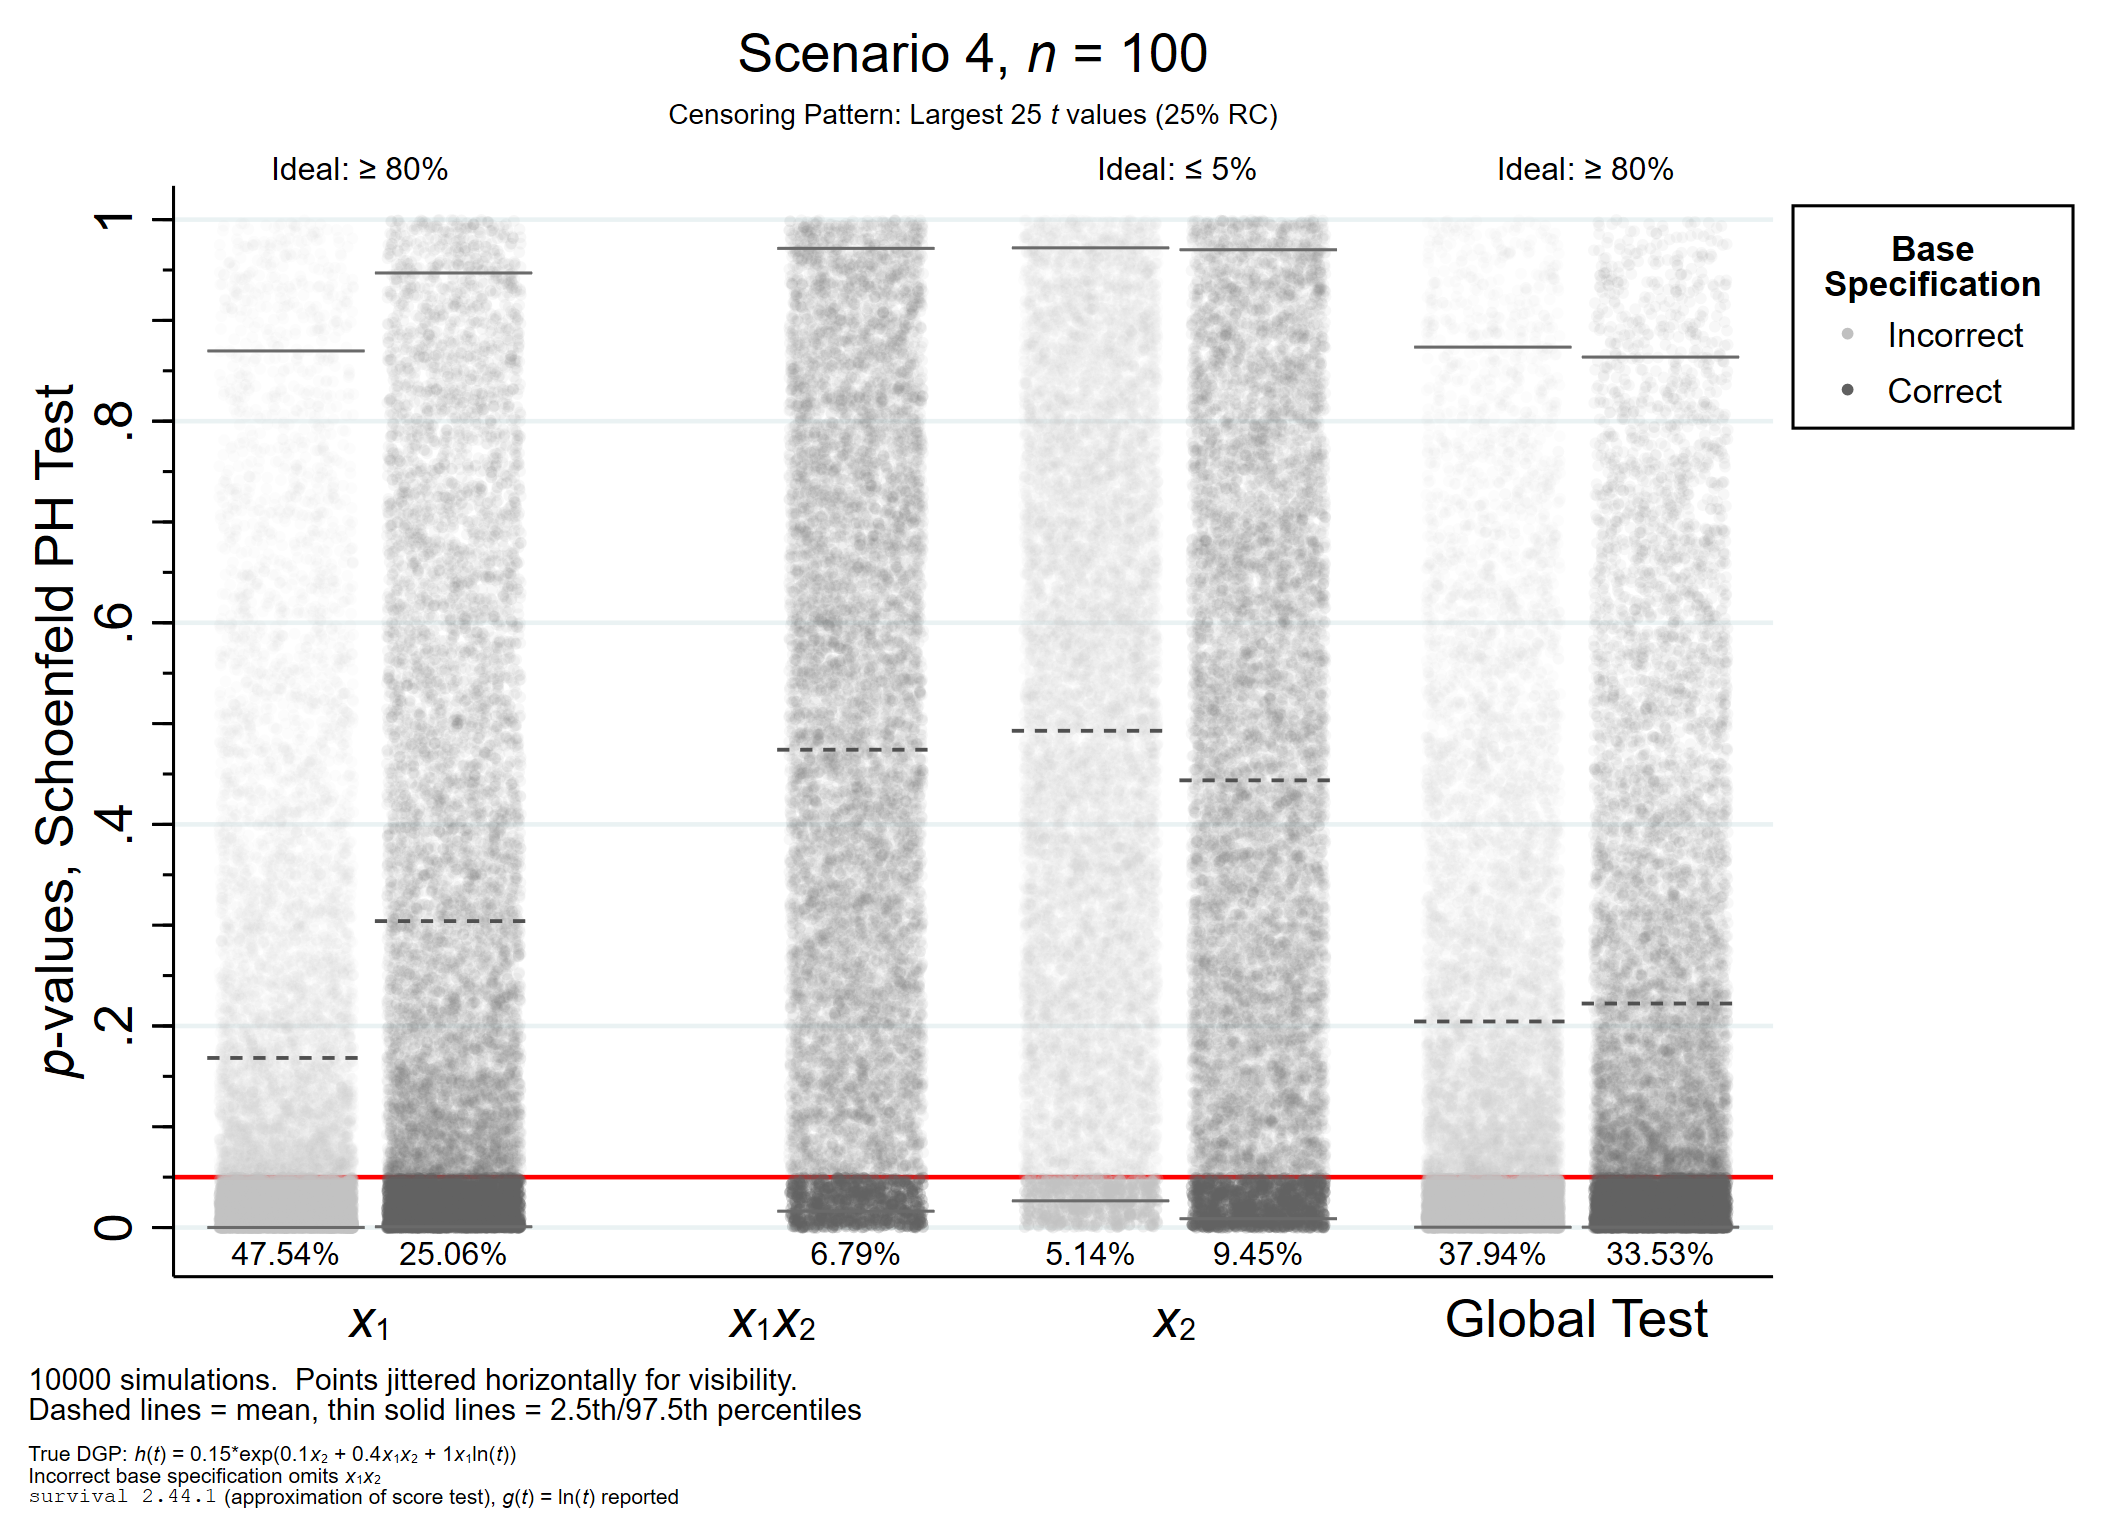 Scenario 4, n = 100
Censoring Pattern: Largest 25 t values (25% RC)
Ideal: ≥ 80%
Ideal: ≤ 5%
Ideal: ≥ 80%
p-values, Schoenfeld PH Test
1
.8
.6
.4
.2
0
47.54%
25.06%
6.79%
5.14%
9.45%
37.94%
33.53%
x₁
x₁x₂
x₂
Global Test
Base
Specification
Incorrect
Correct
10000 simulations.  Points jittered horizontally for visibility.
Dashed lines = mean, thin solid lines = 2.5th/97.5th percentiles
True DGP: h(t) = 0.15*exp(0.1x₂ + 0.4x₁x₂ + 1x₁ln(t))
Incorrect base specification omits x₁x₂
survival 2.44.1 (approximation of score test), g(t) = ln(t) reported